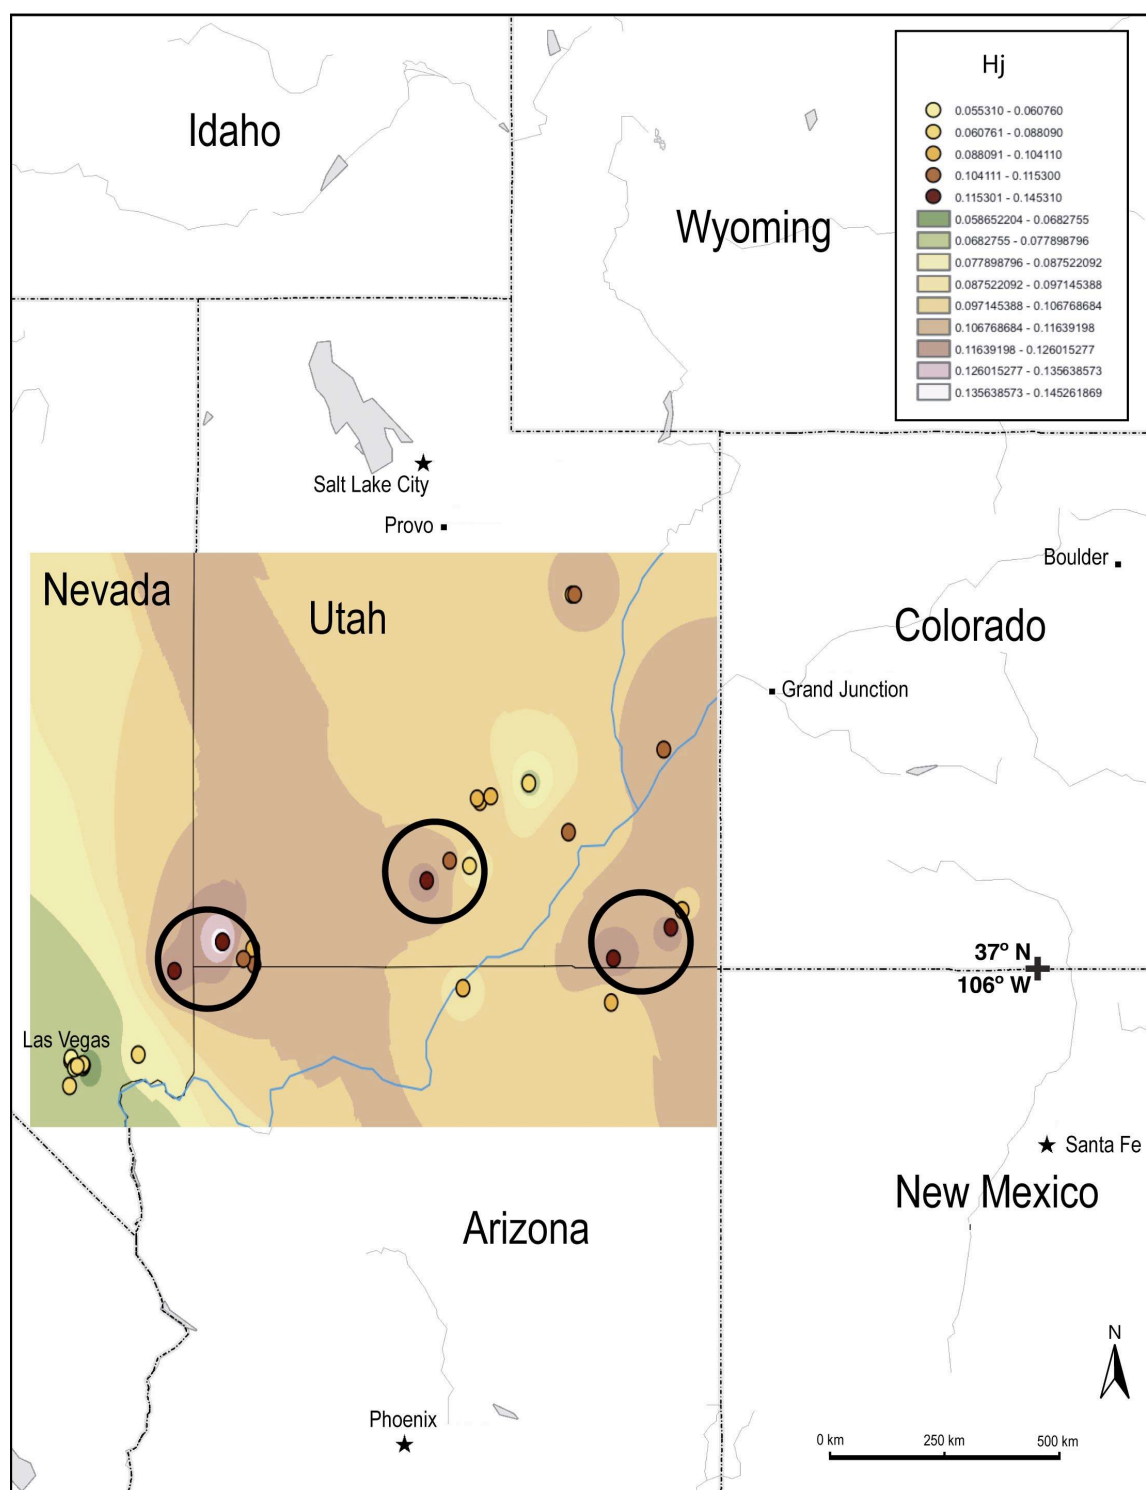 Hj
0.055310 - 0.060760
0.060761 - 0.088090
0.088091 - 0.104110
0.104111 - 0.115300
0.115301 - 0.145310
0.058652204 - 0.0682755
0.0682755 - 0.077898796
0.077898796 - 0.087522092
0.087522092 - 0.097145388
0.097145388 - 0.106768684
0.106768684 - 0.11639198
0.11639198 - 0.126015277
0.126015277 - 0.135638573
0.135638573 - 0.145261869
Idaho
Wyoming
Salt Lake City
Provo
Boulder
Nevada
Utah
Colorado
Grand Junction
37° N
106° W
Las Vegas
Santa Fe
New Mexico
Arizona
N
Phoenix
0 km 250 km 500 km